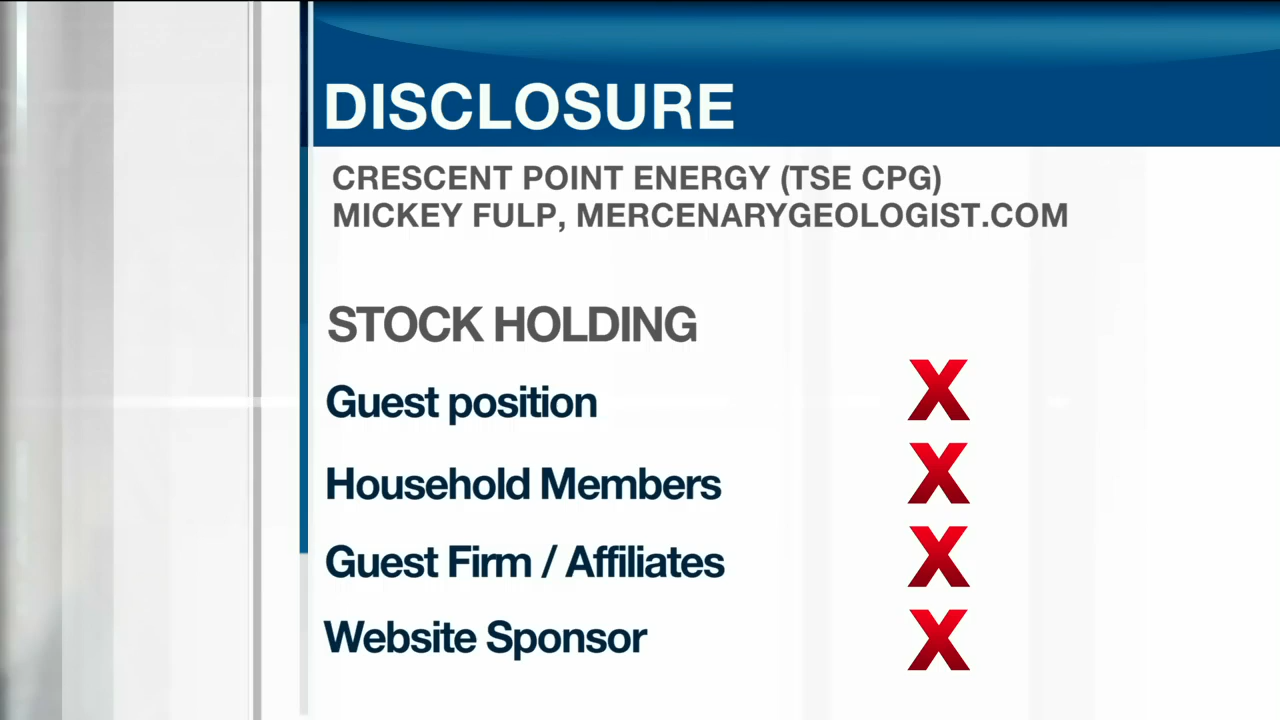 DISCLOSURE
CRESCENT POINT ENERGY (TSE CPG)
MICKEY FULP, MERCENARYGEOLOGIST.COM
STOCK HOLDING
Guest position X
Household Members X
Guest Firm / Affiliates X
Website Sponsor X